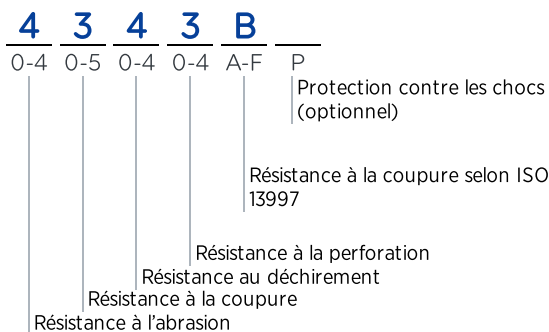 4 3 4 3 B
0-4 0-5 0-4 0-4 A-F P
Protection contre les chocs
(optionnel)
Résistance à la coupure selon ISO
13997
Résistance à la perforation
Résistance au déchirement
Résistance à la coupure
Résistance à l'abrasion